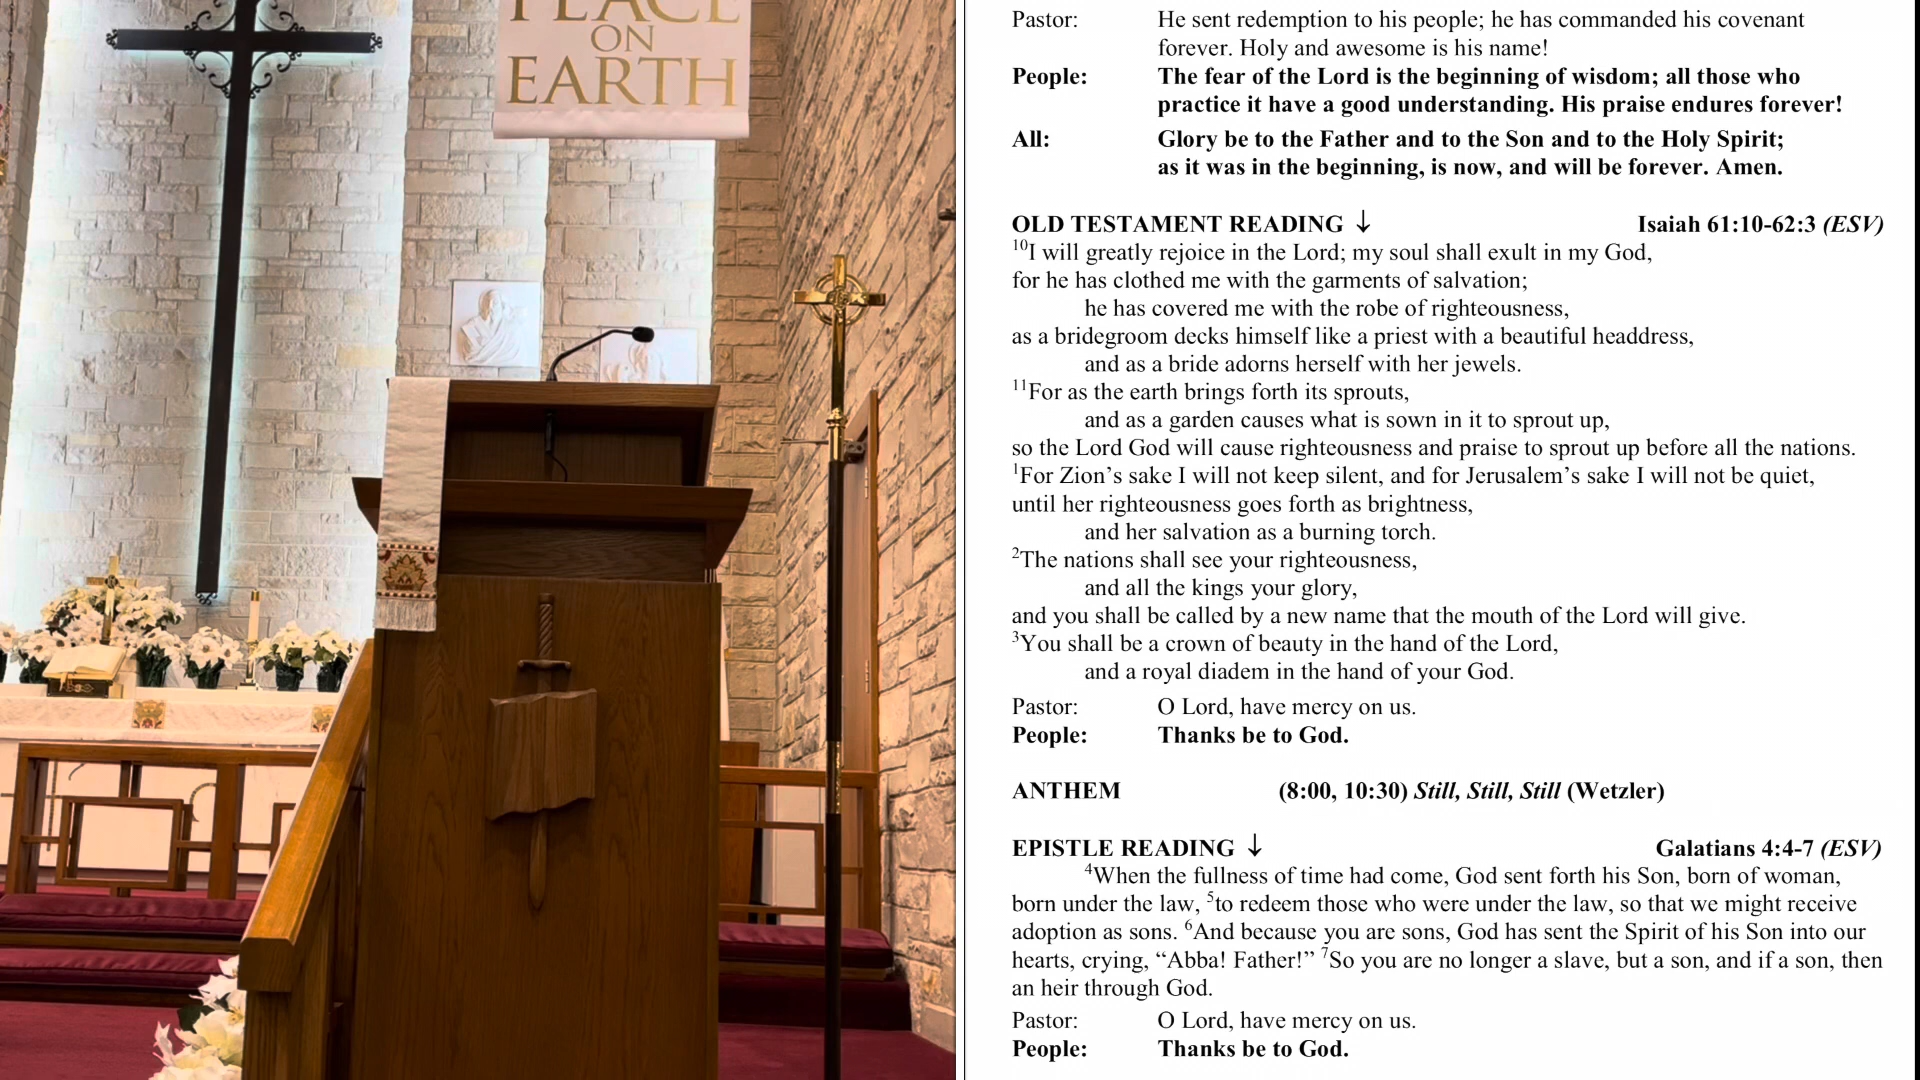 PEACE
ON
EARTH
Pastor: He sent redemption to his people; he has commanded his covenant
forever. Holy and awesome is his name!
People: The fear of the Lord is the beginning of wisdom; all those who
practice it have a good understanding. His praise endures forever!
All: Glory be to the Father and to the Son and to the Holy Spirit;
as it was in the beginning, is now, and will be forever. Amen.
OLD TESTAMENT READING ↓ Isaiah 61:10-62:3 (ESV)
10I will greatly rejoice in the Lord; my soul shall exult in my God,
for he has clothed me with the garments of salvation;
he has covered me with the robe of righteousness,
as a bridegroom decks himself like a priest with a beautiful headdress,
and as a bride adorns herself with her jewels.
11For as the earth brings forth its sprouts,
and as a garden causes what is sown in it to sprout up,
so the Lord God will cause righteousness and praise to sprout up before all the nations.
1For Zion’s sake I will not keep silent, and for Jerusalem’s sake I will not be quiet,
until her righteousness goes forth as brightness,
and her salvation as a burning torch.
2The nations shall see your righteousness,
and all the kings your glory,
and you shall be called by a new name that the mouth of the Lord will give.
3You shall be a crown of beauty in the hand of the Lord,
and a royal diadem in the hand of your God.
Pastor: O Lord, have mercy on us.
People: Thanks be to God.
ANTHEM (8:00, 10:30) Still, Still, Still (Wetzler)
EPISTLE READING ↓ Galatians 4:4-7 (ESV)
4When the fullness of time had come, God sent forth his Son, born of woman,
born under the law, 5to redeem those who were under the law, so that we might receive
adoption as sons. 6And because you are sons, God has sent the Spirit of his Son into our
hearts, crying, “Abba! Father!” 7So you are no longer a slave, but a son, and if a son, then
an heir through God.
Pastor: O Lord, have mercy on us.
People: Thanks be to God.